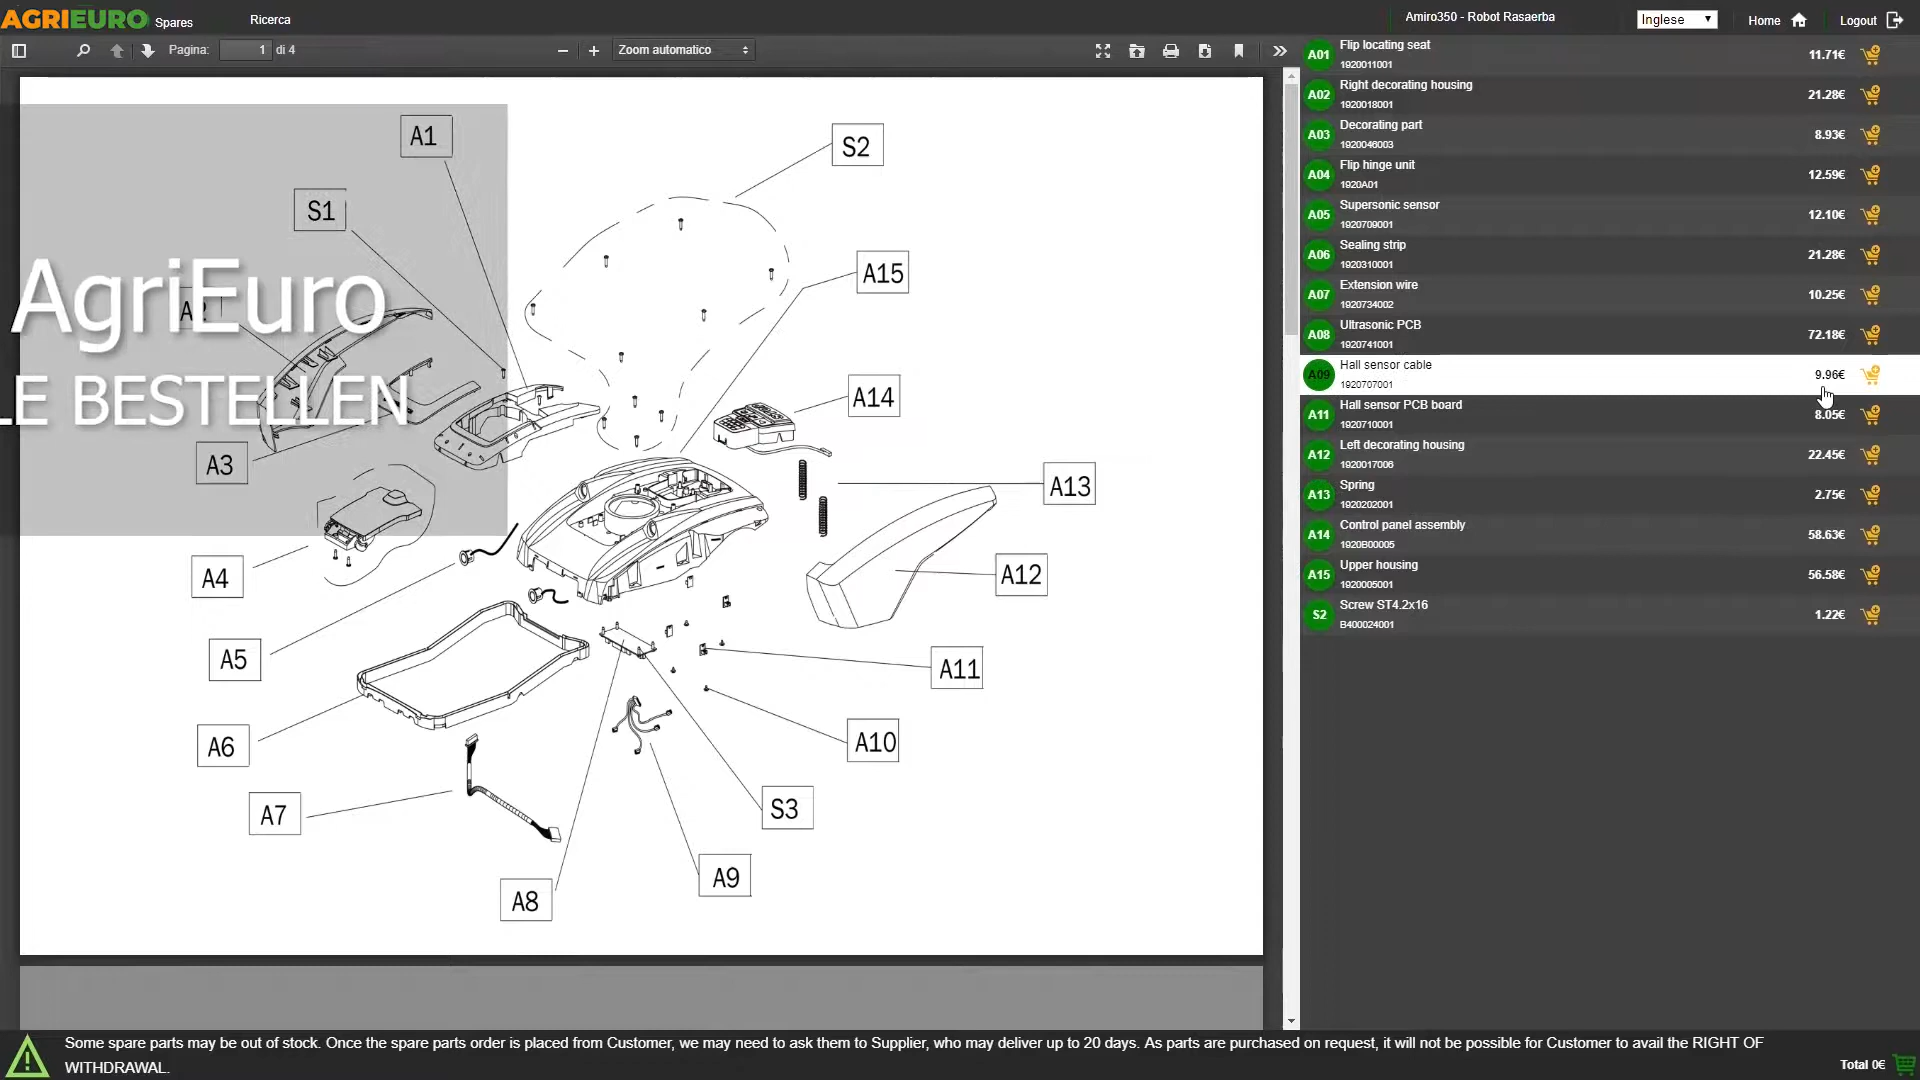 AGRIEURO Spares
Ricerca
Amiro350 - Robot Rasaerba
Inglese
Home
Logout
Pagina: 1 di 4
Zoom automatico
A1
S1
S2
A15
A2
A14
A3
A13
A4
A12
A5
A11
A6
A10
A7
S3
A9
A8
AgriEuro
LE BESTELLEN
A01 Flip locating seat 11.71€
1920011001
A02 Right decorating housing 21.28€
1920018001
A03 Decorating part 8.93€
1920046003
A04 Flip hinge unit 12.59€
1920A01
A05 Supersonic sensor 12.10€
1920709001
A06 Sealing strip 21.28€
1920310001
A07 Extension wire 10.25€
1920734002
A08 Ultrasonic PCB 72.18€
1920741001
A09 Hall sensor cable 9.96€
1920707001
A11 Hall sensor PCB board 8.05€
1920710001
A12 Left decorating housing 22.45€
1920017006
A13 Spring 2.75€
1920202001
A14 Control panel assembly 58.63€
1920B00005
A15 Upper housing 56.58€
1920005001
S2 Screw ST4.2x16 1.22€
B400024001
Some spare parts may be out of stock. Once the spare parts order is placed from Customer, we may need to ask them to Supplier, who may deliver up to 20 days. As parts are purchased on request, it will not be possible for Customer to avail the RIGHT OF
WITHDRAWAL.
Total 0€